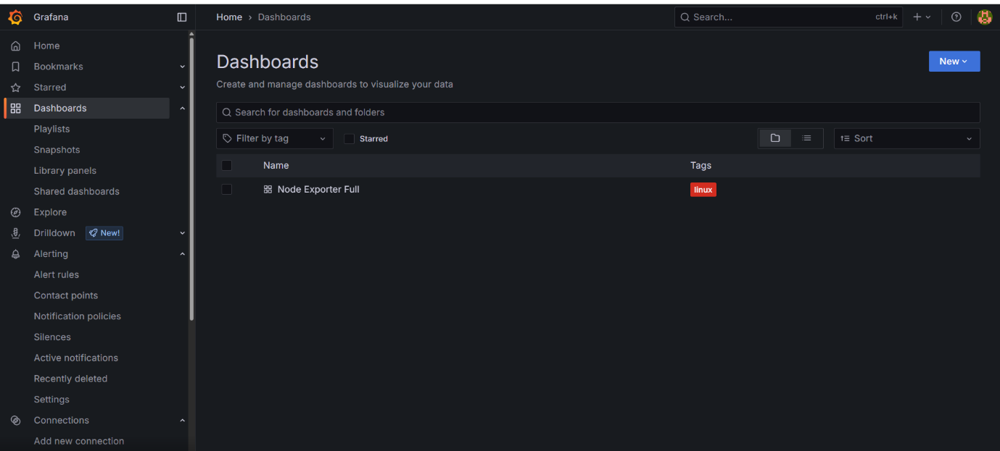 Grafana
Home › Dashboards
Search...
ctrl+k
Home
Bookmarks
Starred
Dashboards
Playlists
Snapshots
Library panels
Shared dashboards
Explore
Drilldown New!
Alerting
Alert rules
Contact points
Notification policies
Silences
Active notifications
Recently deleted
Settings
Connections
Add new connection
Dashboards
New
Create and manage dashboards to visualize your data
Search for dashboards and folders
Filter by tag
Starred
Sort
Name Tags
Node Exporter Full linux